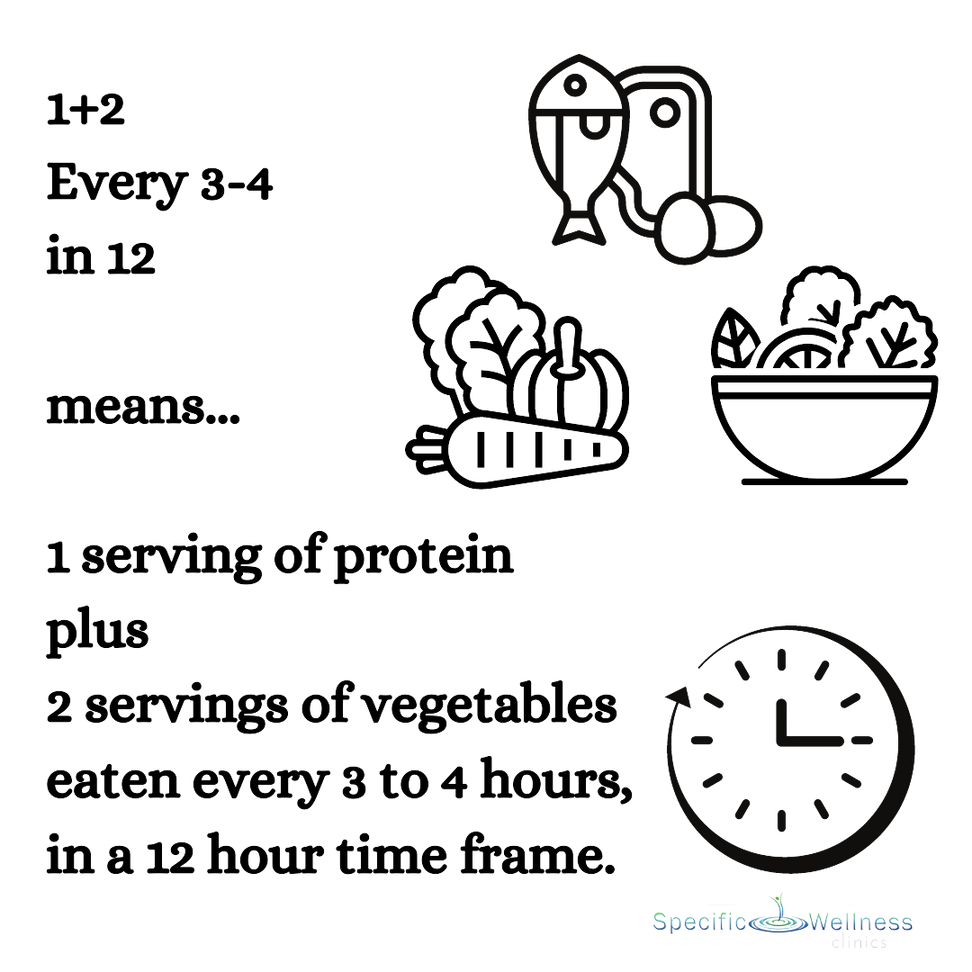 1+2
Every 3-4
in 12
means...
1 serving of protein
plus
2 servings of vegetables
eaten every 3 to 4 hours,
in a 12 hour time frame.
Specific Wellness
clinics